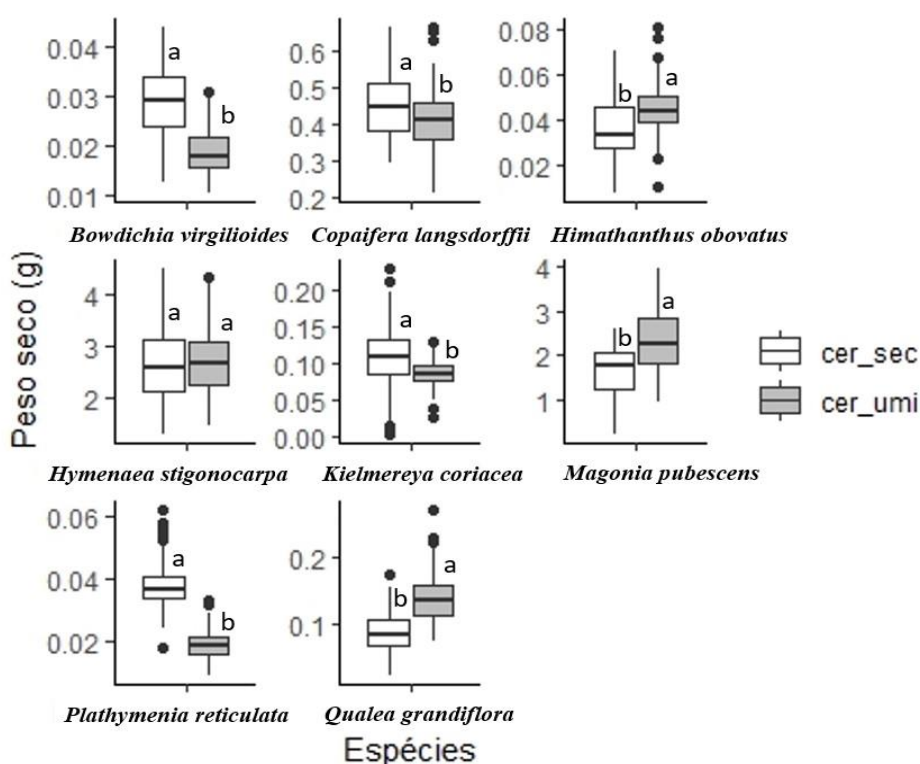 0.04
0.03
0.02
0.01
a
b
0.6
0.5
0.4
0.3
0.2
a
b
0.08
0.06
0.04
0.02
b
a
Bowdichia virgilioides
Copaifera langsdorffii
Himathanthus obovatus
Peso seco (g)
4
3
2
a
a
0.20
0.15
0.10
0.05
0.00
a
b
4
3
2
1
b
a
cer_sec
cer_umi
Hymenaea stigonocarpa
Kielmereya coriacea
Magonia pubescens
0.06
0.04
0.02
a
b
0.2
0.1
b
a
Plathymenia reticulata
Qualea grandiflora
Espécies